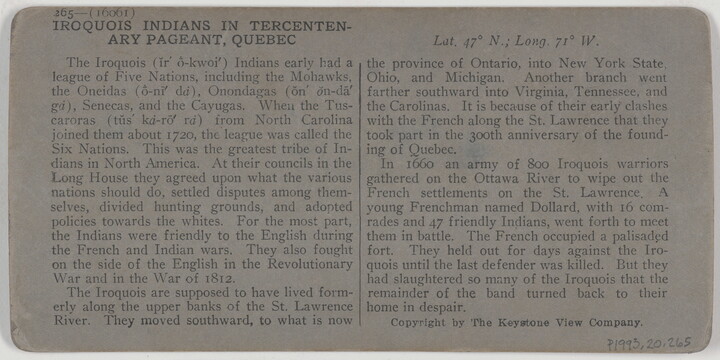 265—(16061)
IROQUOIS INDIANS IN TERCENTEN-
ARY PAGEANT, QUEBEC
The Iroquois (ĭr′ ô-kwoi′) Indians early had a
league of Five Nations, including the Mohawks,
the Oneidas (ô-nī′ dá), Onondagas (ŏn′ ŏn-dä′
gá), Senecas, and the Cayugas. When the Tus-
caroras (tŭs′ ká-rō′ rá) from North Carolina
joined them about 1720, the league was called the
Six Nations. This was the greatest tribe of In-
dians in North America. At their councils in the
Long House they agreed upon what the various
nations should do, settled disputes among them-
selves, divided hunting grounds, and adopted
policies towards the whites. For the most part,
the Indians were friendly to the English during
the French and Indian wars. They also fought
on the side of the English in the Revolutionary
War and in the War of 1812.
The Iroquois are supposed to have lived form-
erly along the upper banks of the St. Lawrence
River. They moved southward, to what is now
Lat. 47° N.; Long. 71° W.
the province of Ontario, into New York State,
Ohio, and Michigan. Another branch went
farther southward into Virginia, Tennessee, and
the Carolinas. It is because of their early clashes
with the French along the St. Lawrence that they
took part in the 300th anniversary of the found-
ing of Quebec.
In 1660 an army of 800 Iroquois warriors
gathered on the Ottawa River to wipe out the
French settlements on the St. Lawrence. A
young Frenchman named Dollard, with 16 com-
rades and 47 friendly Indians, went forth to meet
them in battle. The French occupied a palisaded
fort. They held out for days against the Iro-
quois until the last defender was killed. But they
had slaughtered so many of the Iroquois that the
remainder of the band turned back to their
home in despair.
Copyright by The Keystone View Company.
P1995.20.265